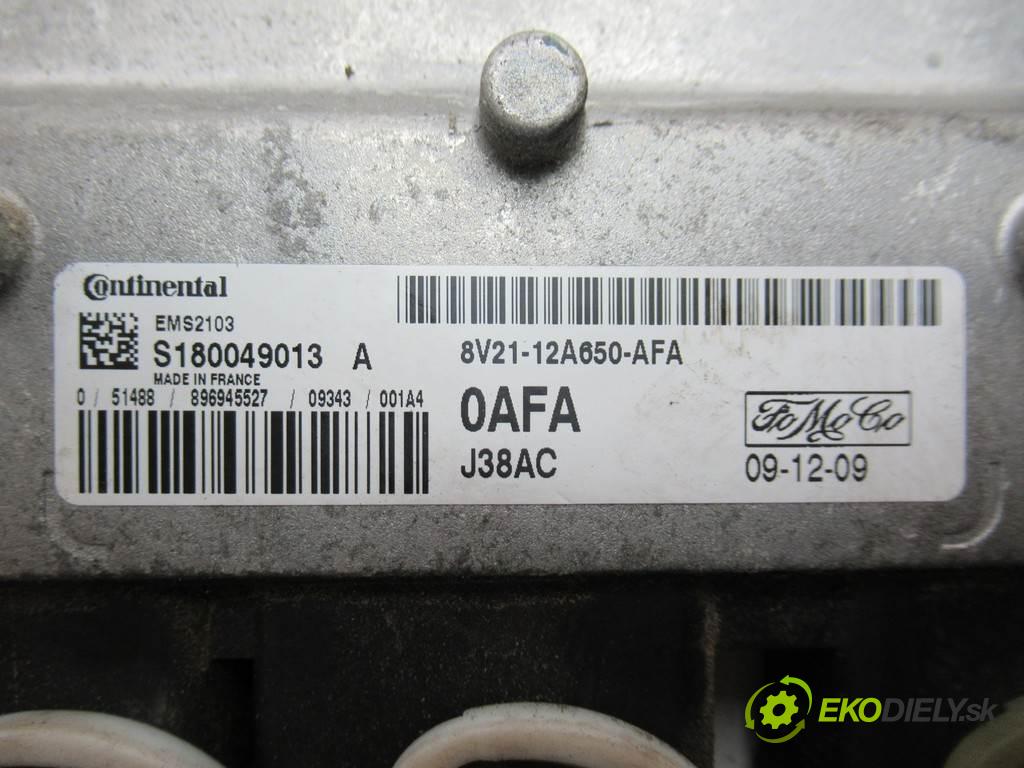 Continental
EMS2103
S180049013 A
MADE IN FRANCE
0 / 51488 / 896945527 / 09343 / 001A4
8V21-12A650-AFA
0AFA
J38AC
FoMoCo
09-12-09
EKODIELY.sk